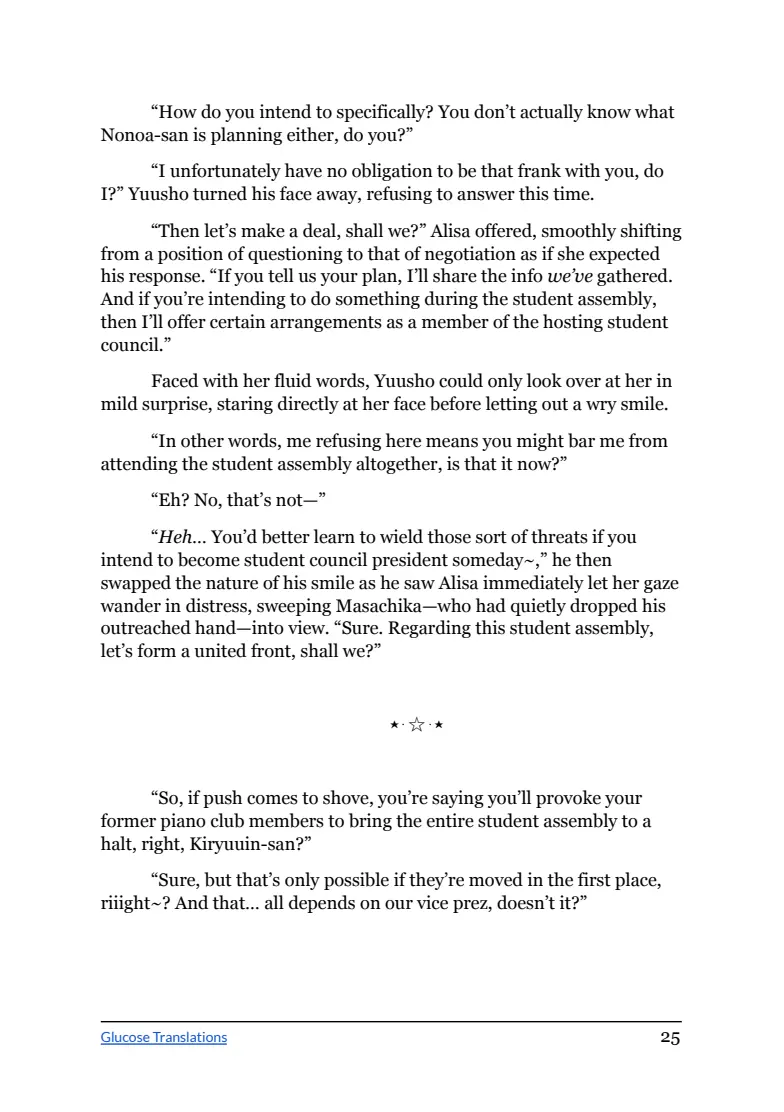 “How do you intend to specifically? You don’t actually know what
Nonoa-san is planning either, do you?”
“I unfortunately have no obligation to be that frank with you, do
I?” Yuusho turned his face away, refusing to answer this time.
“Then let’s make a deal, shall we?” Alisa offered, smoothly shifting
from a position of questioning to that of negotiation as if she expected
his response. “If you tell us your plan, I’ll share the info we’ve gathered.
And if you’re intending to do something during the student assembly,
then I’ll offer certain arrangements as a member of the hosting student
council.”
Faced with her fluid words, Yuusho could only look over at her in
mild surprise, staring directly at her face before letting out a wry smile.
“In other words, me refusing here means you might bar me from
attending the student assembly altogether, is that it now?”
“Eh? No, that’s not—”
“Heh… You’d better learn to wield those sort of threats if you
intend to become student council president someday~,” he then
swapped the nature of his smile as he saw Alisa immediately let her gaze
wander in distress, sweeping Masachika—who had quietly dropped his
outreached hand—into view. “Sure. Regarding this student assembly,
let’s form a united front, shall we?”
★·☆·★
“So, if push comes to shove, you’re saying you’ll provoke your
former piano club members to bring the entire student assembly to a
halt, right, Kiryuuin-san?”
“Sure, but that’s only possible if they’re moved in the first place,
riiight~? And that… all depends on our vice prez, doesn’t it?”
Glucose Translations 25